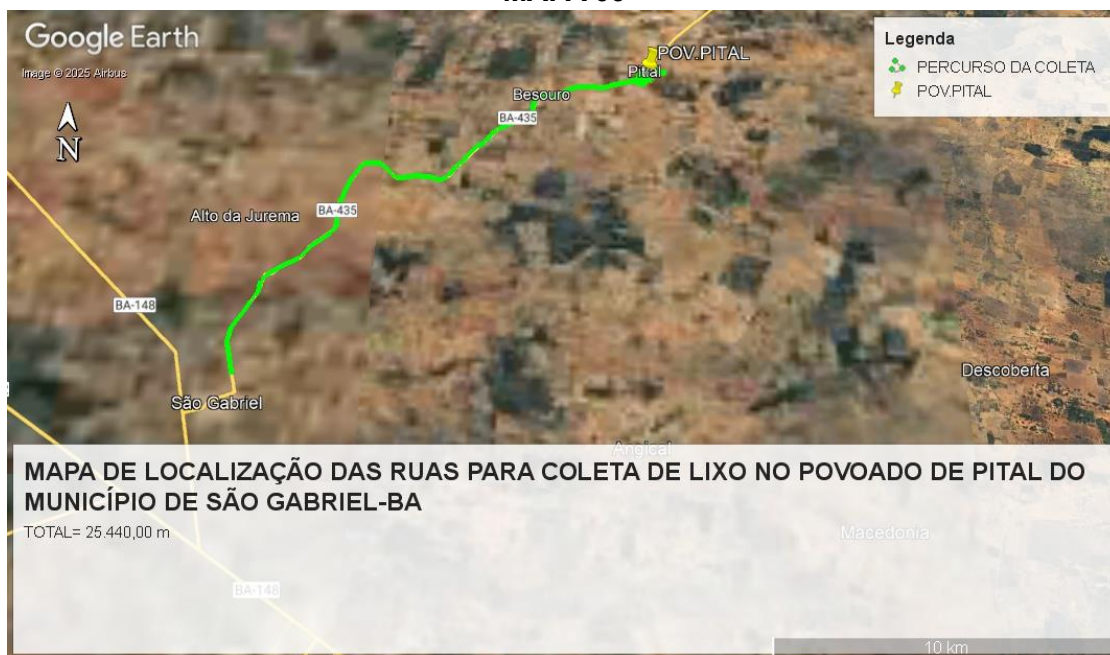 Google Earth
Image © 2025 Airbus
N
Legenda
PERCURSO DA COLETA
POV.PITAL
POV.PITAL
Pitial
Besouro
BA-435
Alto da Jurema
BA-435
BA-148
São Gabriel
Descoberta
Angical
MAPA DE LOCALIZAÇÃO DAS RUAS PARA COLETA DE LIXO NO POVOADO DE PITAL DO
MUNICÍPIO DE SÃO GABRIEL-BA
TOTAL= 25.440,00 m
Macedonia
BA-148
10 km